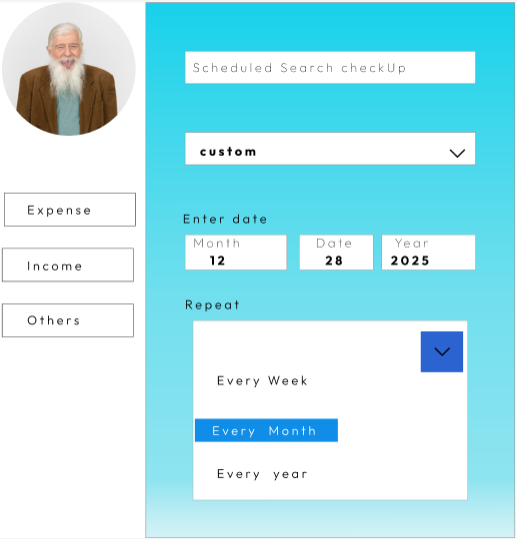 Scheduled Search checkUp
custom
Expense
Income
Others
Enter date
Month Date Year
12 28 2025
Repeat
Every Week
Every Month
Every year